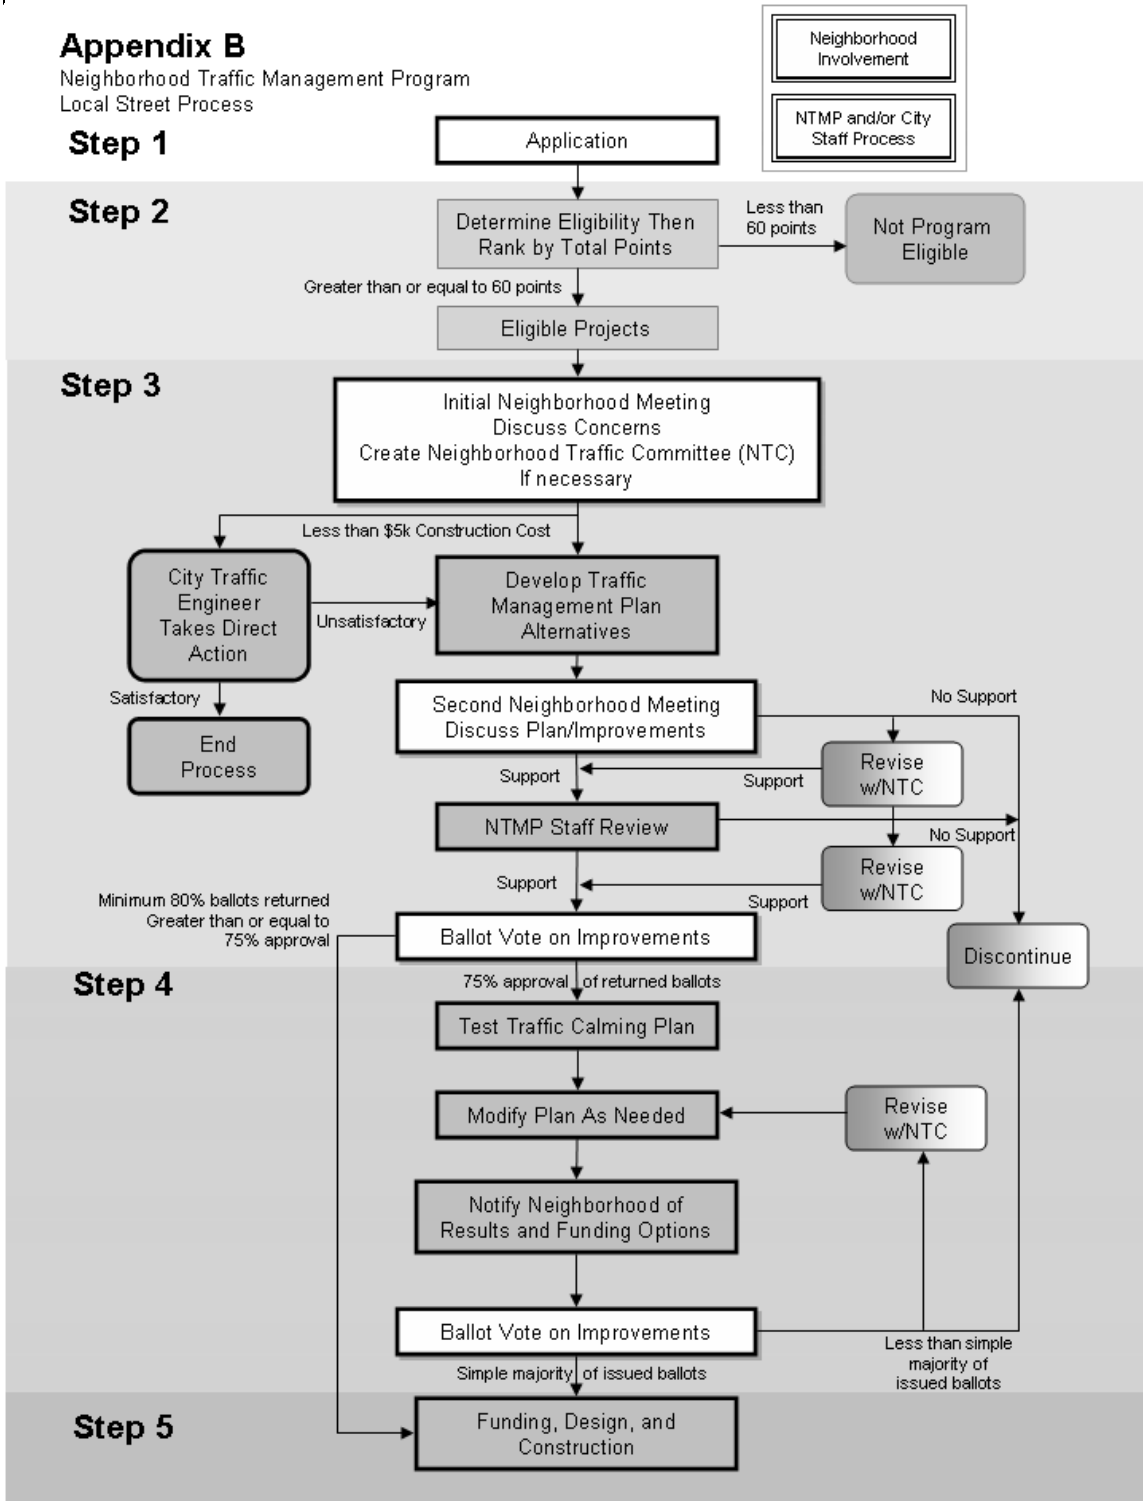 Appendix B
Neighborhood Traffic Management Program
Local Street Process
Neighborhood
Involvement
NTMP and/or City
Staff Process
Step 1
Application
Step 2
Determine Eligibility Then
Rank by Total Points
Less than
60 points
Not Program
Eligible
Greater than or equal to 60 points
Eligible Projects
Step 3
Initial Neighborhood Meeting
Discuss Concerns
Create Neighborhood Traffic Committee (NTC)
If necessary
Less than $5k Construction Cost
City Traffic
Engineer
Takes Direct
Action
Unsatisfactory
Develop Traffic
Management Plan
Alternatives
Satisfactory
End
Process
Second Neighborhood Meeting
Discuss Plan/Improvements
No Support
Revise
w/NTC
Support
Support
NTMP Staff Review
No Support
Revise
w/NTC
Support
Support
Minimum 80% ballots returned
Greater than or equal to
75% approval
Ballot Vote on Improvements
Discontinue
Step 4
75% approval of returned ballots
Test Traffic Calming Plan
Modify Plan As Needed
Revise
w/NTC
Notify Neighborhood of
Results and Funding Options
Ballot Vote on Improvements
Less than simple
majority of
issued ballots
Simple majority of issued ballots
Step 5
Funding, Design, and
Construction